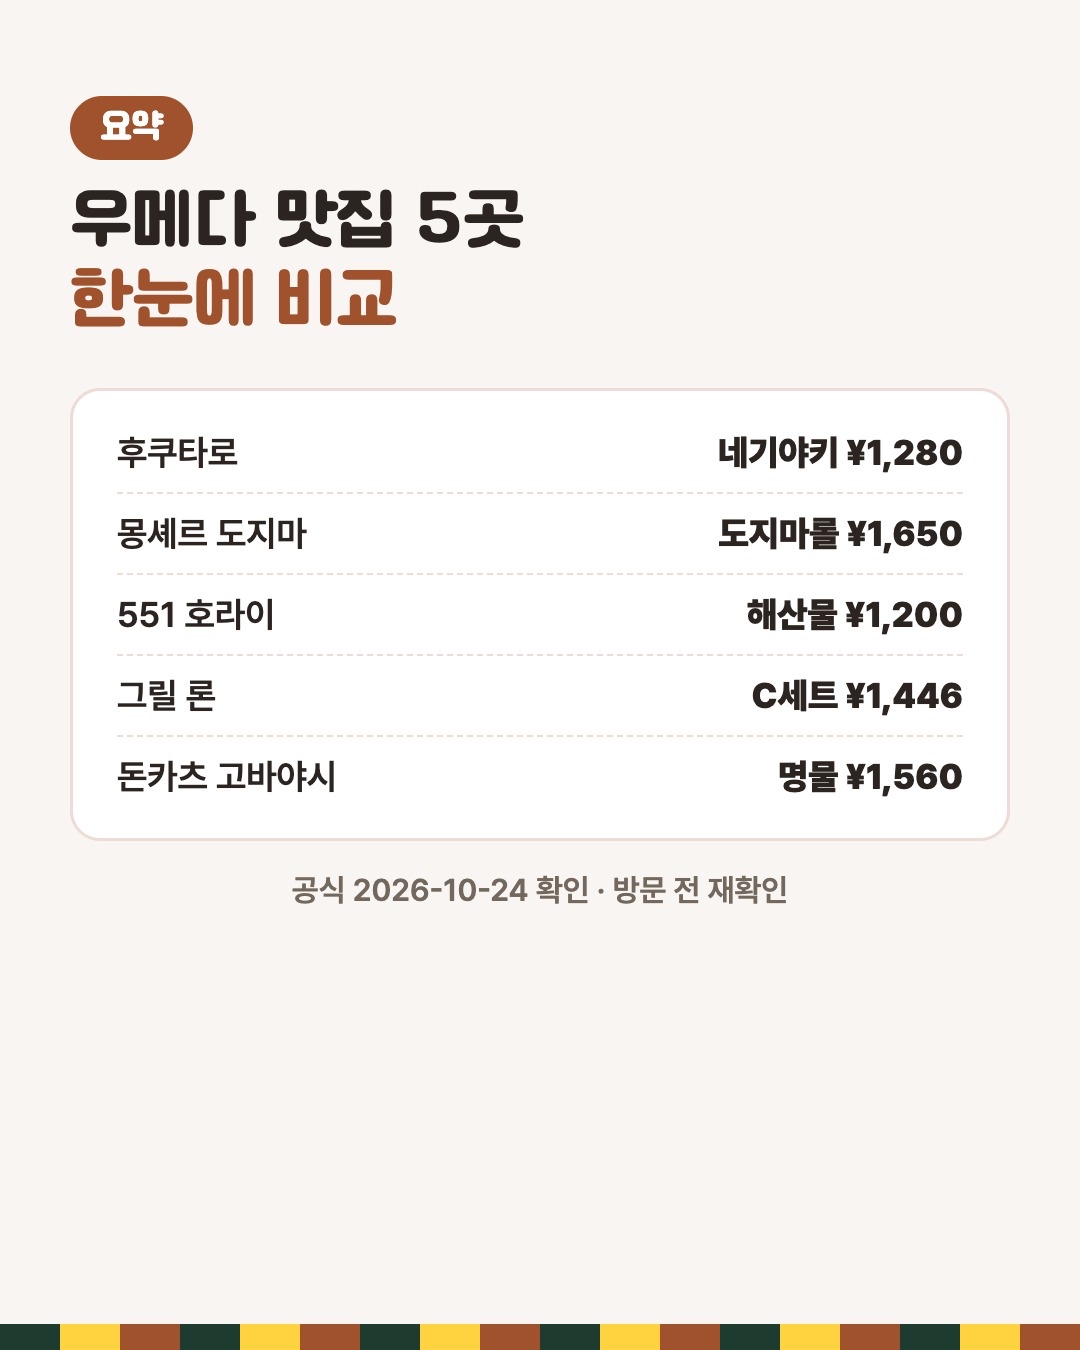 요약
우메다 맛집 5곳
한눈에 비교
후쿠타로 네기야키 ¥1,280
몽셰르 도지마 도지마롤 ¥1,650
551 호라이 해산물 ¥1,200
그릴 론 C세트 ¥1,446
돈카츠 고바야시 명물 ¥1,560
공식 2026-10-24 확인 · 방문 전 재확인